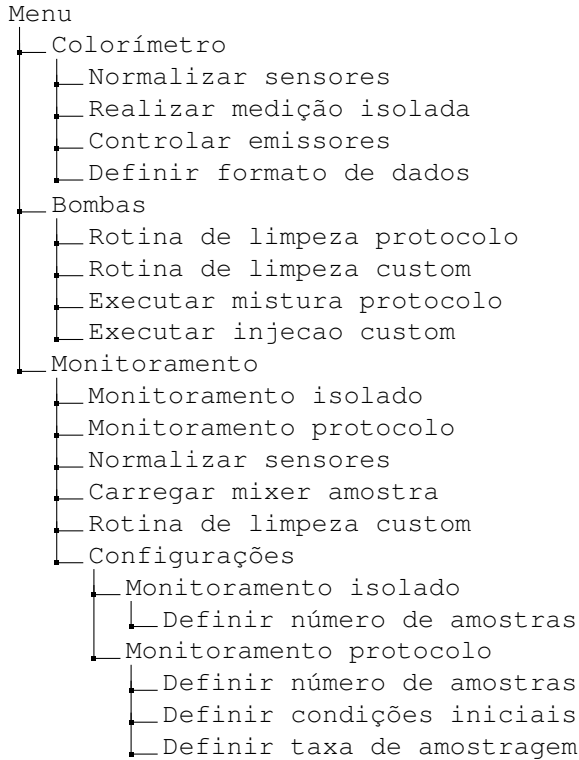 Menu
Colorímetro
Normalizar sensores
Realizar medição isolada
Controlar emissores
Definir formato de dados
Bombas
Rotina de limpeza protocolo
Rotina de limpeza custom
Executar mistura protocolo
Executar injecao custom
Monitoramento
Monitoramento isolado
Monitoramento protocolo
Normalizar sensores
Carregar mixer amostra
Rotina de limpeza custom
Configurações
Monitoramento isolado
Definir número de amostras
Monitoramento protocolo
Definir número de amostras
Definir condições iniciais
Definir taxa de amostragem